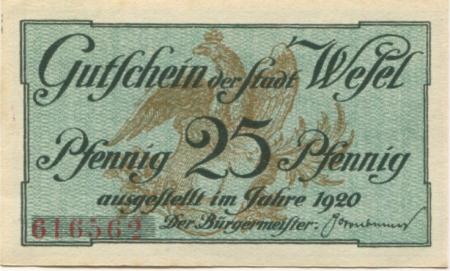 Gutschein der Stadt Wesel
Pfennig 25 Pfennig
ausgestellt im Jahre 1920
616562 Der Bürgermeister: